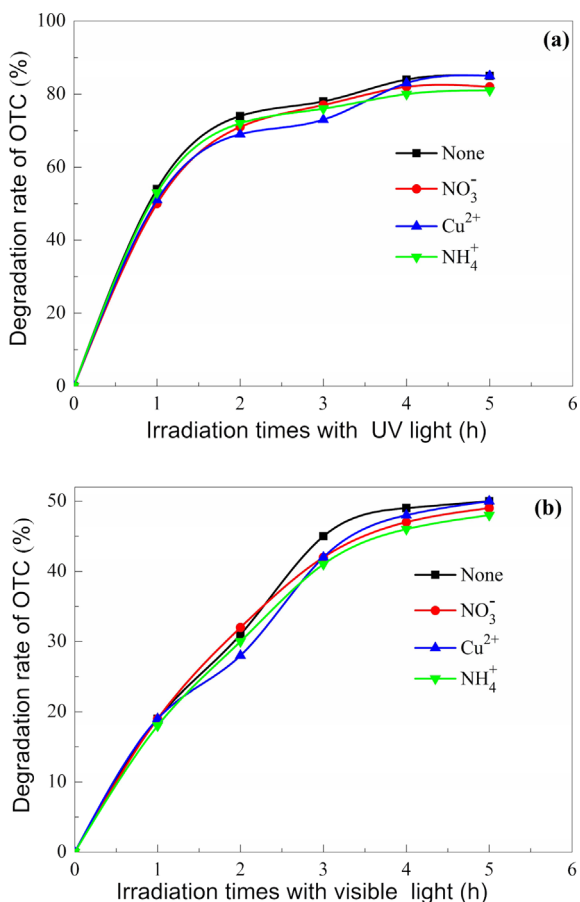 (a)
100
80
60
40
20
0
Degradation rate of OTC (%)
None
NO₃⁻
Cu²⁺
NH₄⁺
0 1 2 3 4 5 6
Irradiation times with UV light (h)
(b)
50
40
30
20
10
0
Degradation rate of OTC (%)
None
NO₃⁻
Cu²⁺
NH₄⁺
0 1 2 3 4 5 6
Irradiation times with visible light (h)